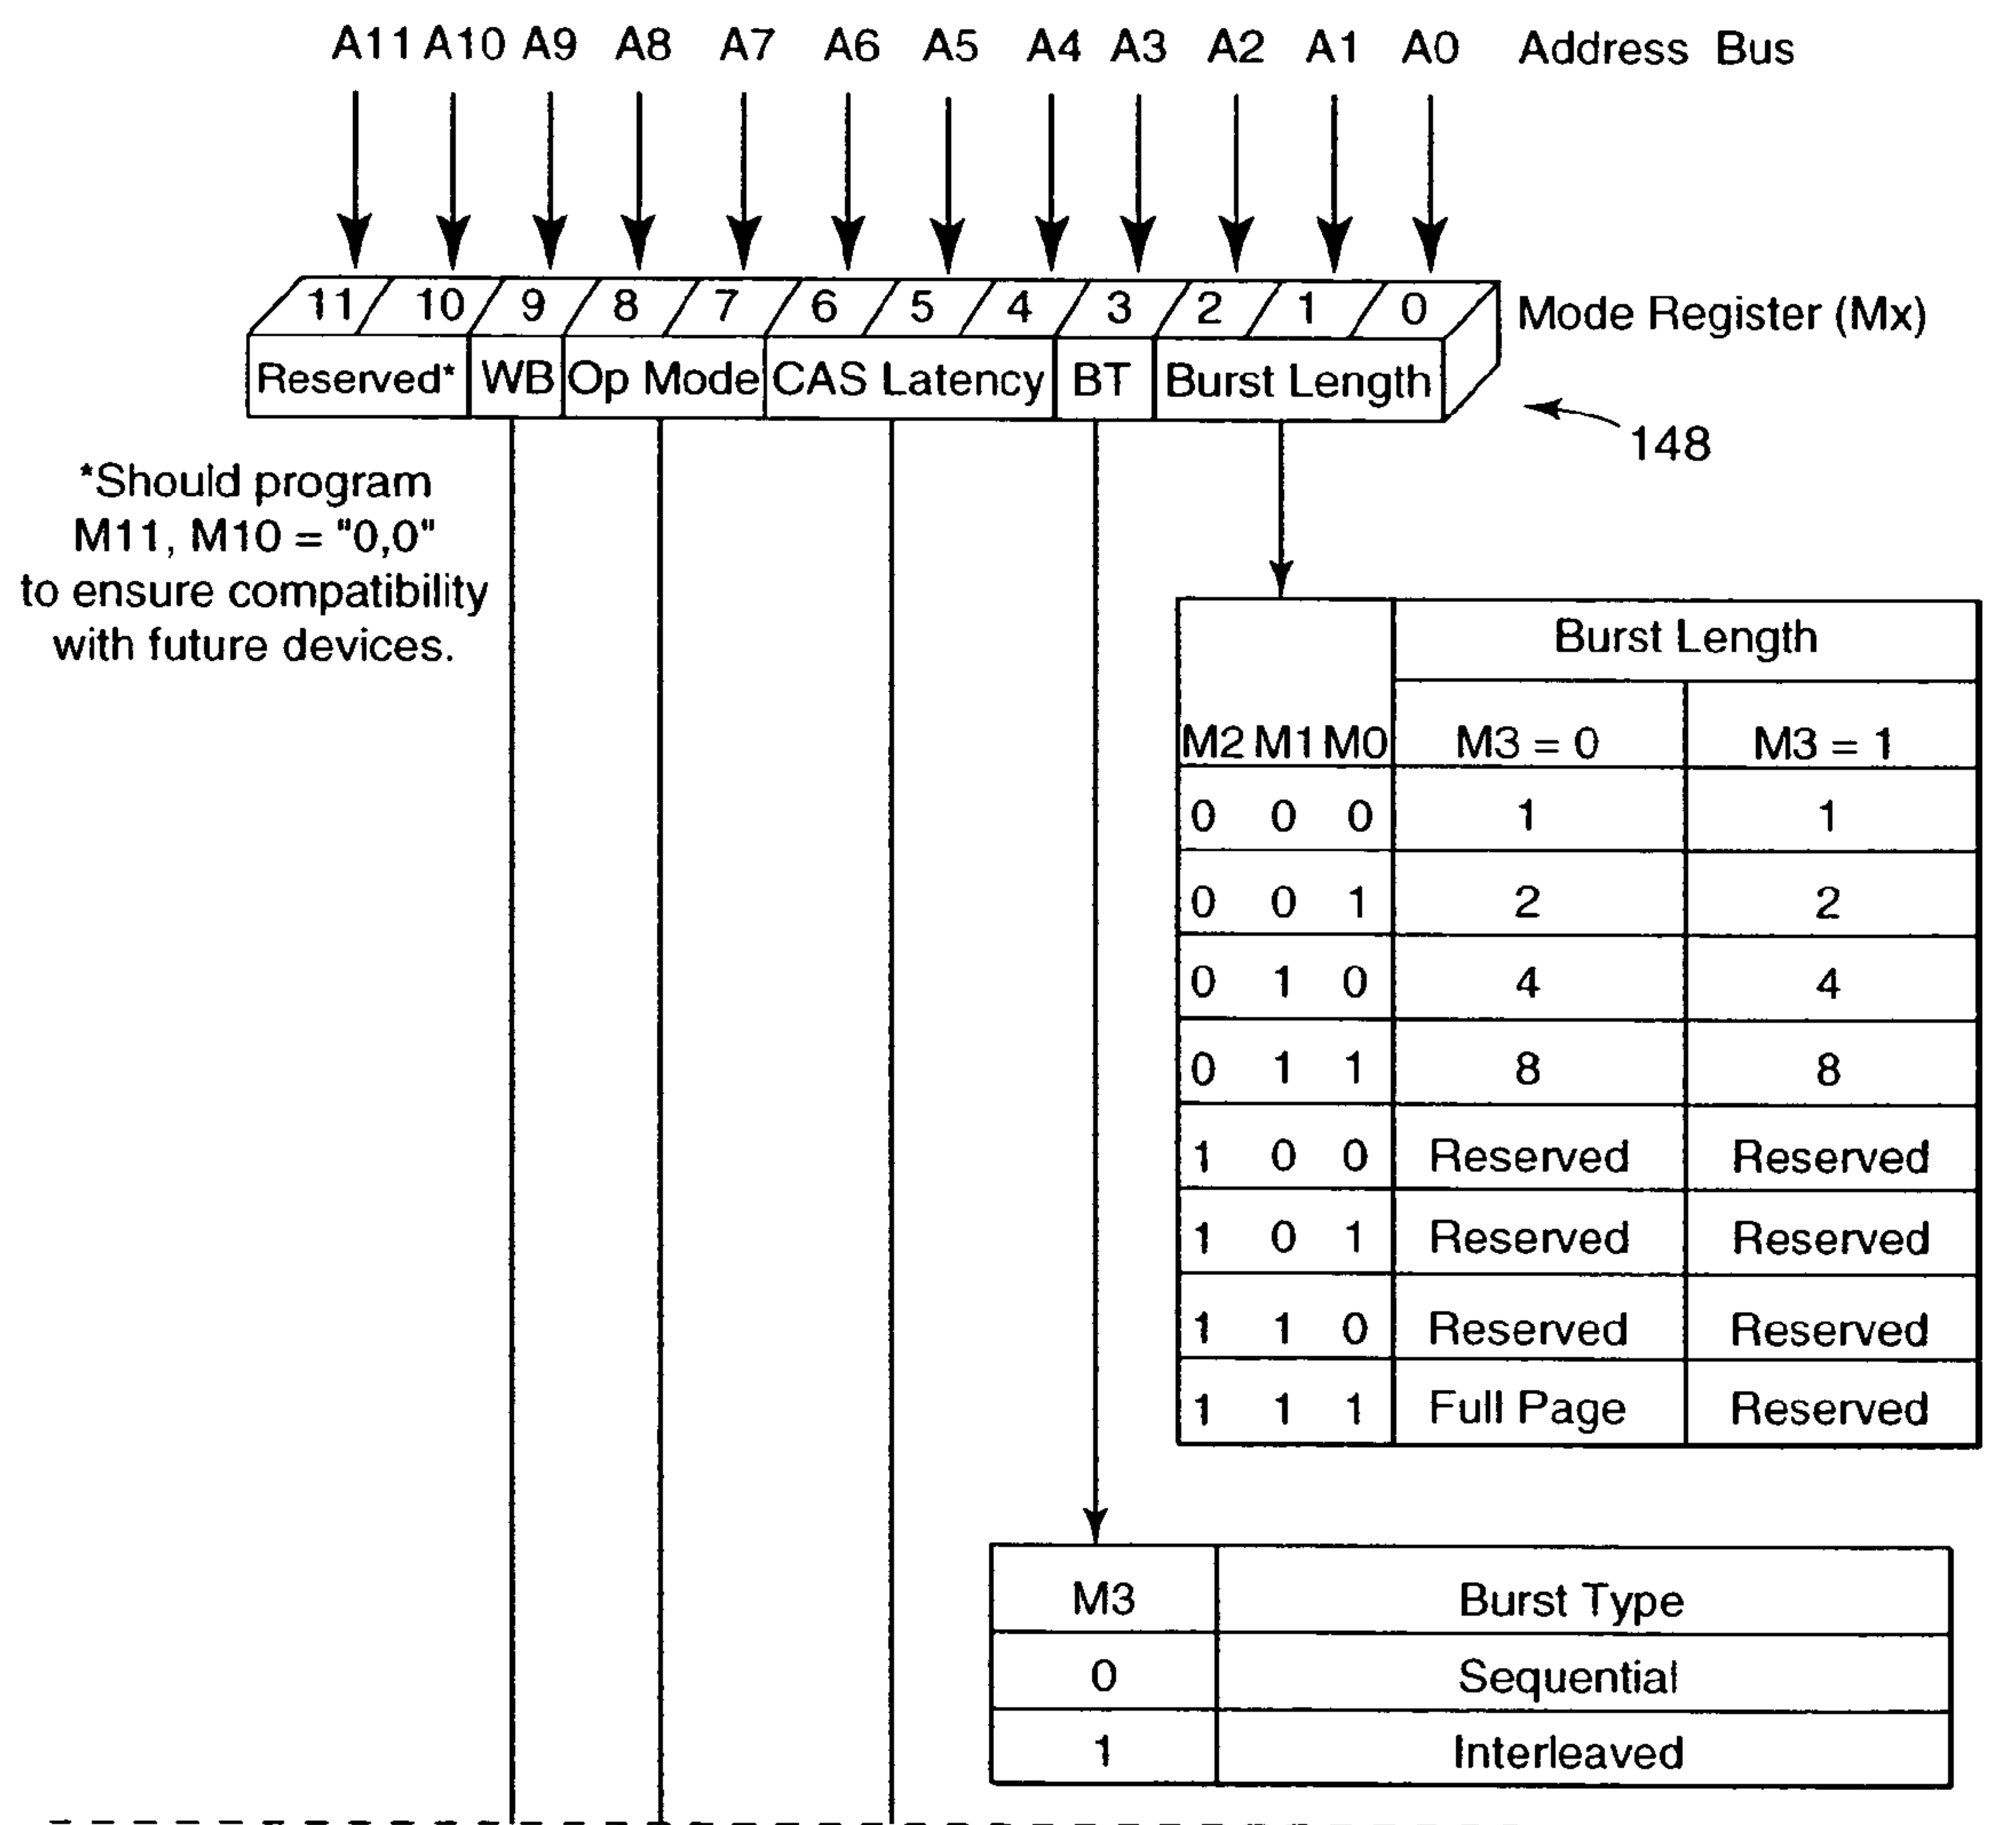 A11 A10 A9 A8 A7 A6 A5 A4 A3 A2 A1 A0 Address Bus
11 10 9 8 7 6 5 4 3 2 1 0 Mode Register (Mx)
Reserved* WB Op Mode CAS Latency BT Burst Length
148
*Should program
M11, M10 = "0,0"
to ensure compatibility
with future devices.
Burst Length
M2 M1 M0 M3 = 0 M3 = 1
0 0 0 1 1
0 0 1 2 2
0 1 0 4 4
0 1 1 8 8
1 0 0 Reserved Reserved
1 0 1 Reserved Reserved
1 1 0 Reserved Reserved
1 1 1 Full Page Reserved
M3 Burst Type
0 Sequential
1 Interleaved